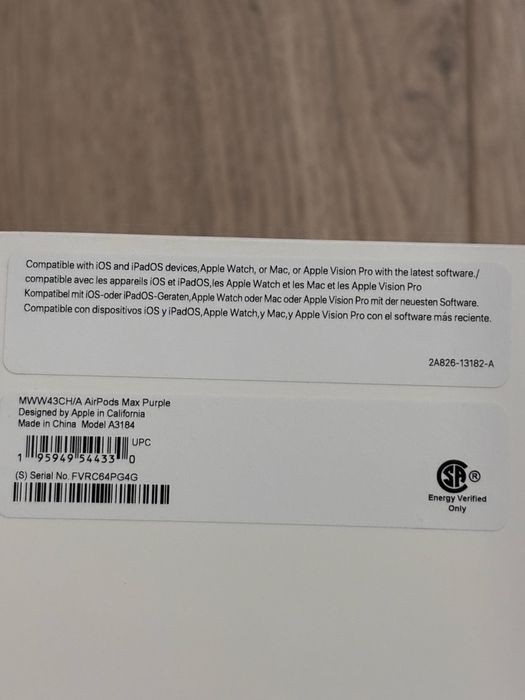 Compatible with iOS and iPadOS devices,Apple Watch, or Mac, or Apple Vision Pro with the latest software./
compatible avec les appareils iOS et iPadOS,les Apple Watch et les Mac et les Apple Vision Pro
Kompatibel mit iOS-oder iPadOS-Geraten,Apple Watch oder Mac oder Apple Vision Pro mit der neuesten Software.
Compatible con dispositivos iOS y iPadOS,Apple Watch,y Mac,y Apple Vision Pro con el software más reciente.
2A826-13182-A
MWW43CH/A AirPods Max Purple
Designed by Apple in California
Made in China Model A3184
UPC
1 95949 54433 0
(S) Serial No. FVRC64PG4G
SA ®
Energy Verified
Only